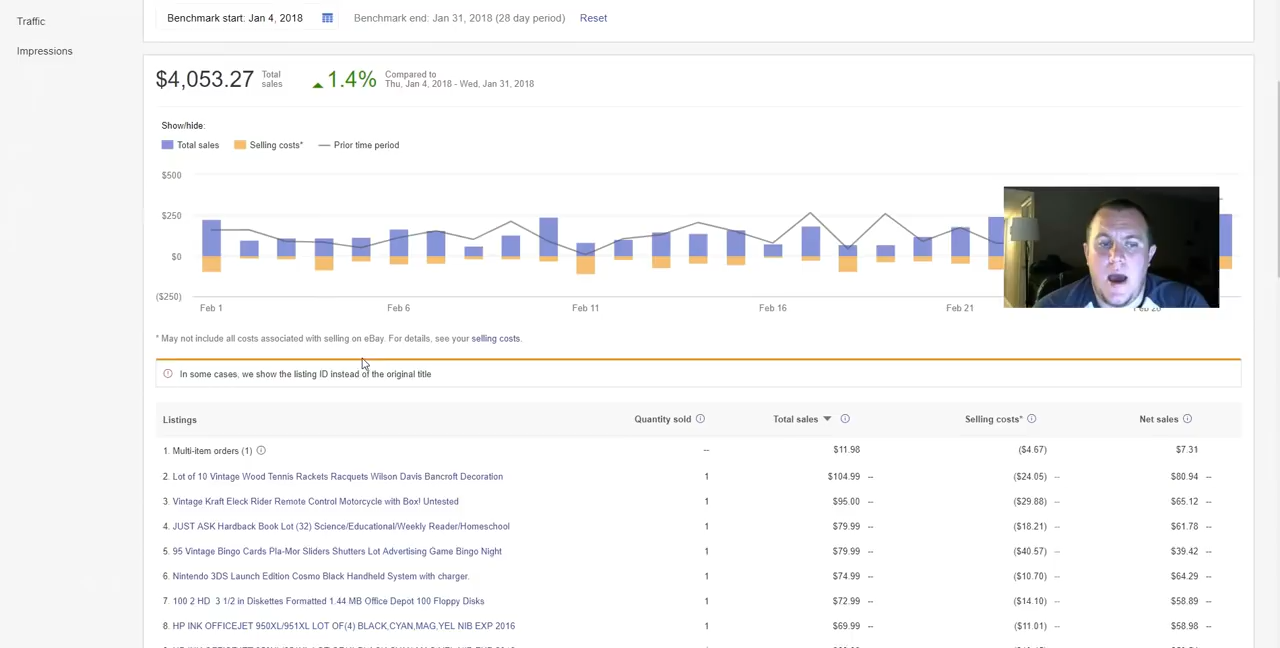 Traffic
Impressions
Benchmark start: Jan 4, 2018 Benchmark end: Jan 31, 2018 (28 day period) Reset
$4,053.27 Total sales 1.4% Compared to Thu, Jan 4, 2018 - Wed, Jan 31, 2018
Show/hide:
Total sales Selling costs* Prior time period
$500
$250
$0
($250)
Feb 1 Feb 6 Feb 11 Feb 16 Feb 21
* May not include all costs associated with selling on eBay. For details, see your selling costs.
In some cases, we show the listing ID instead of the original title
Listings Quantity sold Total sales Selling costs* Net sales
1. Multi-item orders (1) -- $11.98 ($4.67) $7.31
2. Lot of 10 Vintage Wood Tennis Rackets Racquets Wilson Davis Bancroft Decoration 1 $104.99 -- ($24.05) -- $80.94 --
3. Vintage Kraft Eleck Rider Remote Control Motorcycle with Box! Untested 1 $95.00 -- ($29.88) -- $65.12 --
4. JUST ASK Hardback Book Lot (32) Science/Educational/Weekly Reader/Homeschool 1 $79.99 -- ($18.21) -- $61.78 --
5. 95 Vintage Bingo Cards Pla-Mor Sliders Shutters Lot Advertising Game Bingo Night 1 $79.99 -- ($40.57) -- $39.42 --
6. Nintendo 3DS Launch Edition Cosmo Black Handheld System with charger. 1 $74.99 -- ($10.70) -- $64.29 --
7. 100 2 HD 3 1/2 in Diskettes Formatted 1.44 MB Office Depot 100 Floppy Disks 1 $72.99 -- ($14.10) -- $58.89 --
8. HP INK OFFICEJET 950XL/951XL LOT OF(4) BLACK,CYAN,MAG,YEL NIB EXP 2016 1 $69.99 -- ($11.01) -- $58.98 --